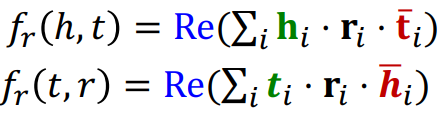 f_r(h, t) = Re(∑_i h_i · r_i · t̄_i)
f_r(t, r) = Re(∑_i t_i · r_i · h̄_i)